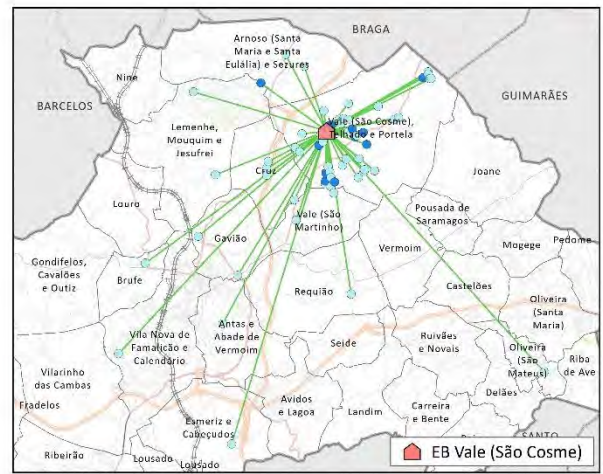 BRAGA
Arnoso (Santa
Maria e Santa
Eulália) e Sezures
Nine
BARCELOS
GUIMARÃES
Lemenhe,
Mouquim e
Jesufrei
Vale (São Cosme),
Telhado e Portela
Cruz
Joane
Louro
Vale (São
Martinho)
Pousada de
Saramagos
Gavião
Vermoim
Mogege
Pedome
Gondifelos,
Cavalões
e Outiz
Brufe
Requião
Castelões
Oliveira
(Santa
Maria)
Vila Nova de
Famalicão e
Calendário
Antas e
Abade de
Vermoim
Seide
Ruivães
e Novais
Oliveira
(São
Mateus)
Riba
de Ave
Vilarinho
das Cambas
Delães
Fradelos
Avidos
e Lagoa
Landim
Carreira
e Bente
Esmeriz e
Cabeçudos
Ribeirão
Lousado
Lousado
SANTO
EB Vale (São Cosme)